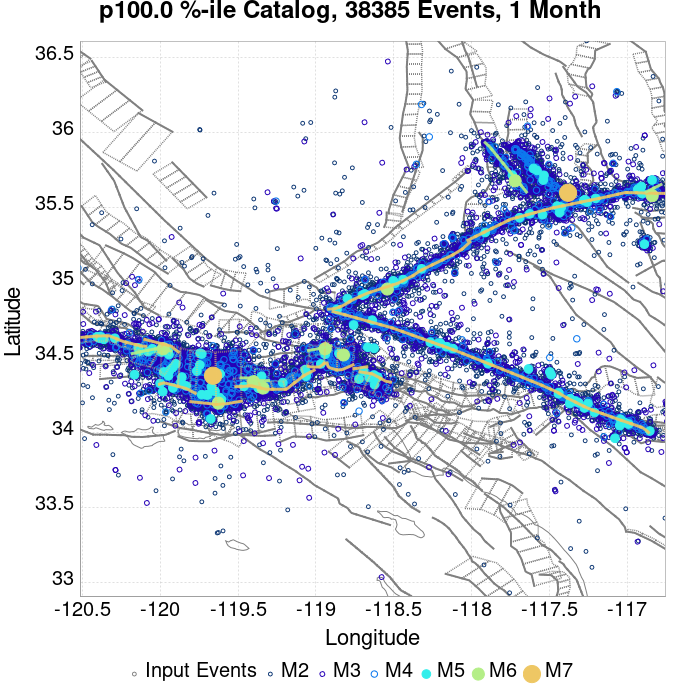 p100.0 %-ile Catalog, 38385 Events, 1 Month
36.5
36
35.5
35
34.5
34
33.5
33
Latitude
-120.5 -120 -119.5 -119 -118.5 -118 -117.5 -117
Longitude
Input Events M2 M3 M4 M5 M6 M7